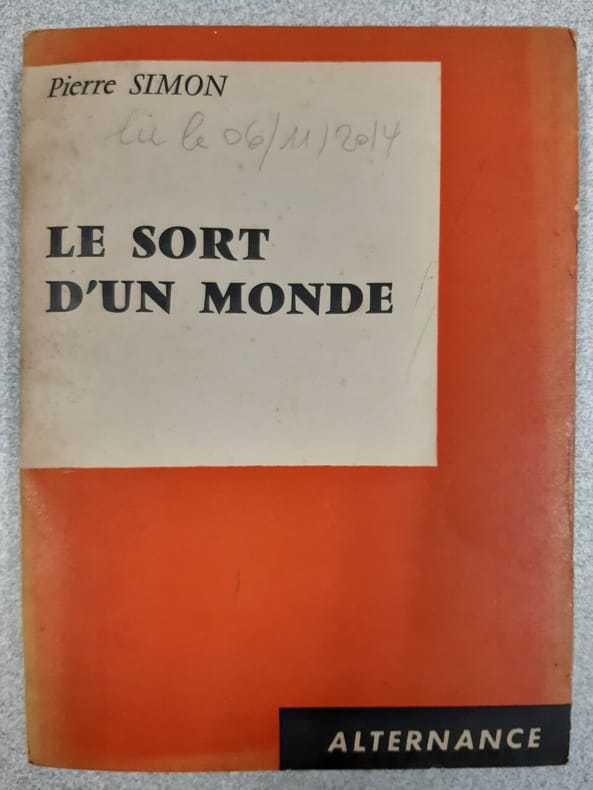 Pierre SIMON
lu le 06/11/2014
LE SORT
D'UN MONDE
ALTERNANCE